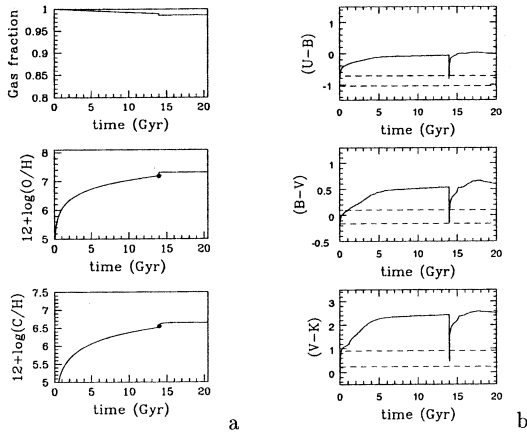 Gas fraction
1
0.95
0.9
0.85
0.8
0 5 10 15 20
time (Gyr)
12+log(O/H)
8
7
6
5
0 5 10 15 20
time (Gyr)
12+log(C/H)
7.5
7
6.5
6
5.5
5
0 5 10 15 20
time (Gyr)
a
(U-B)
1
0
-1
0 5 10 15 20
time (Gyr)
(B-V)
1
0.5
0
-0.5
0 5 10 15 20
time (Gyr)
(V-K)
3
2
1
0
0 5 10 15 20
time (Gyr)
b